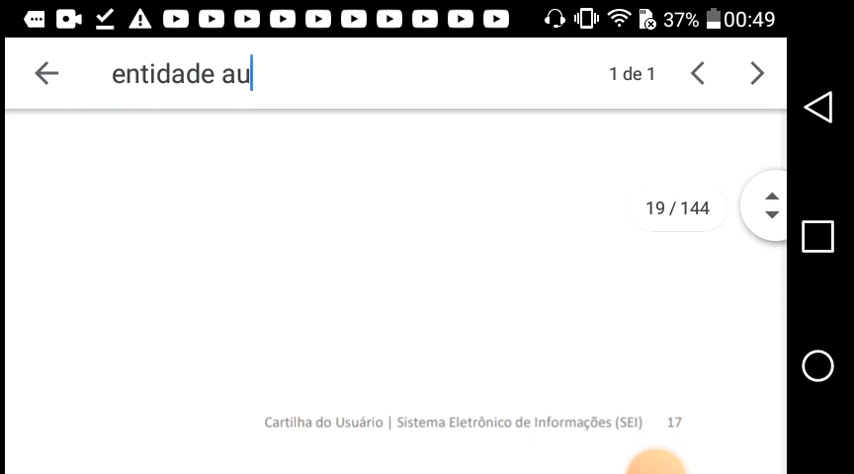 37% 00:49
entidade au 1 de 1
19 / 144
Cartilha do Usuário | Sistema Eletrônico de Informações (SEI) 17